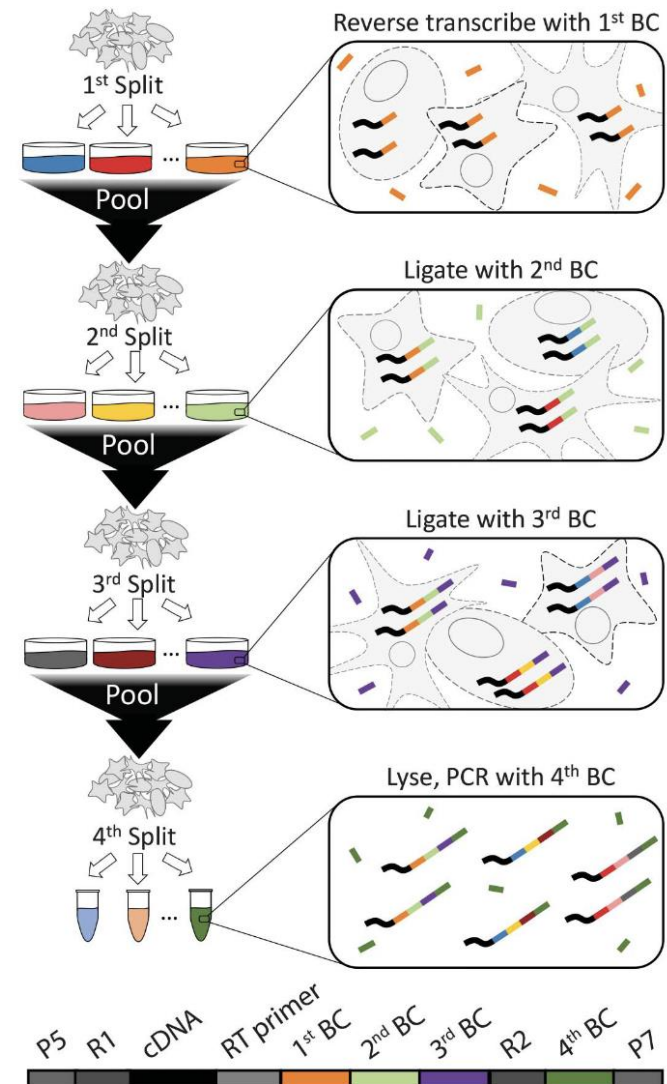 Reverse transcribe with 1st BC
1st Split
...
Pool
Ligate with 2nd BC
2nd Split
...
Pool
Ligate with 3rd BC
3rd Split
...
Pool
Lyse, PCR with 4th BC
4th Split
...
P5 R1 cDNA RT primer 1st BC 2nd BC 3rd BC R2 4th BC P7